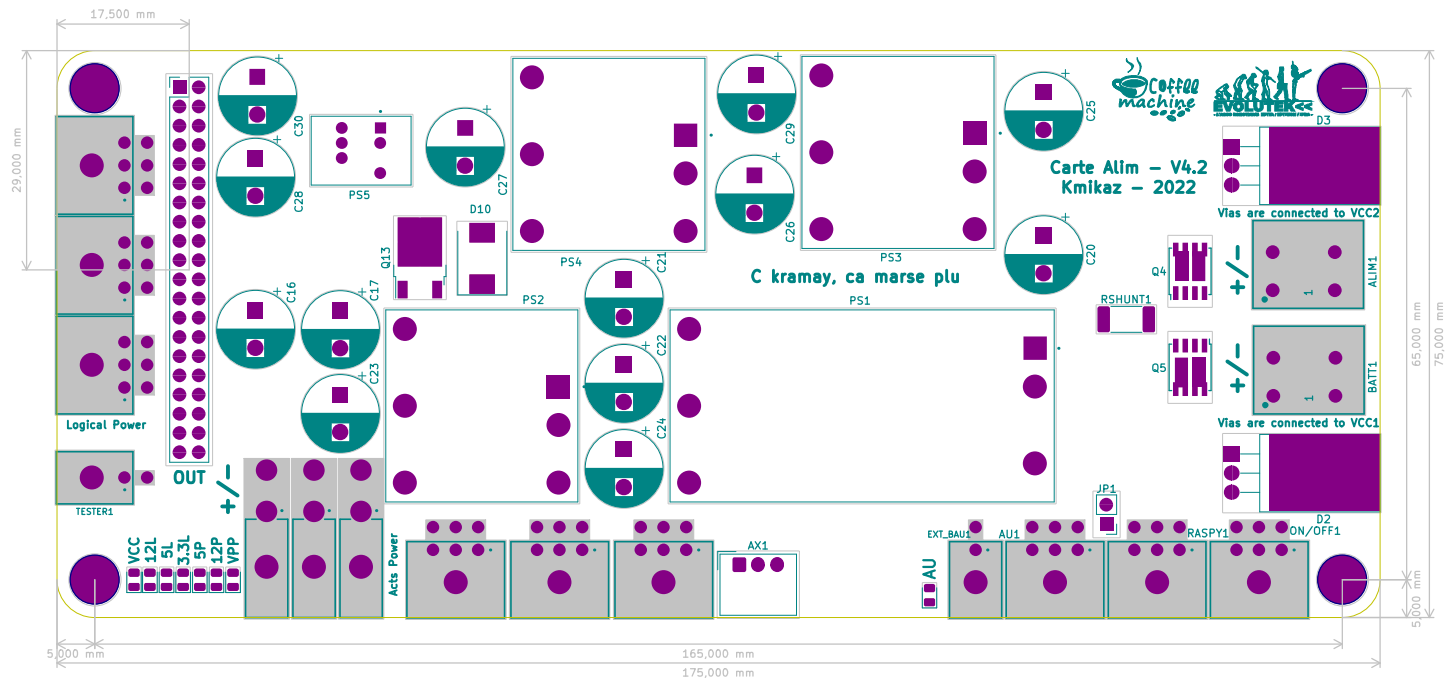 17,500 mm
29,000 mm
C30
C28
PS5
C27
D10
Q13
PS4
C29
C26
PS3
C25
C20
Coffee
machine
EVOLUTEK<<
D3
Carte Alim – V4.2
Kmikaz – 2022
Vias are connected to VCC2
C kramay, ca marse plu
Q4
+/-
1
ALIM1
RSHUNT1
C16
C17
C23
PS2
C21
C22
C24
PS1
Q5
+/-
1
BATT1
Vias are connected to VCC1
65,000 mm
75,000 mm
Logical Power
OUT
+/-
TESTER1
VCC
12L
5L
3.3L
5P
12P
VPP
Acts Power
AX1
AU
EXT_BAU1
AU1
JP1
RASPY1
D2
ON/OFF1
5,000 mm
5,000 mm
165,000 mm
175,000 mm